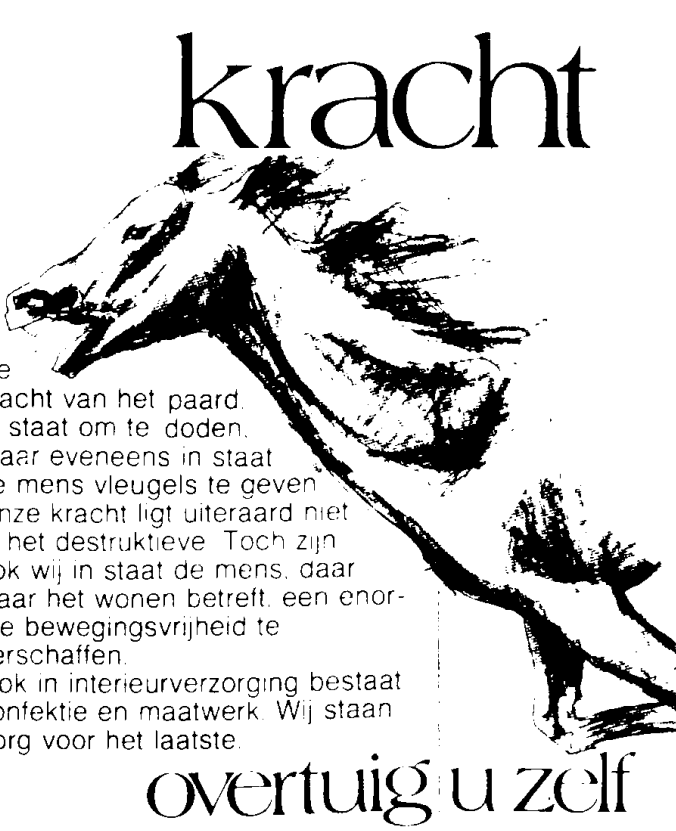 kracht
e
acht van het paard.
staat om te doden,
aar eveneens in staat
e mens vleugels te geven
nze kracht ligt uiteraard niet
het destruktieve Toch zijn
ok wij in staat de mens, daar
aar het wonen betreft, een enor-
e bewegingsvrijheid te
erschaffen.
ok in interieurverzorging bestaat
onfektie en maatwerk. Wij staan
org voor het laatste.
overtuig u zelf